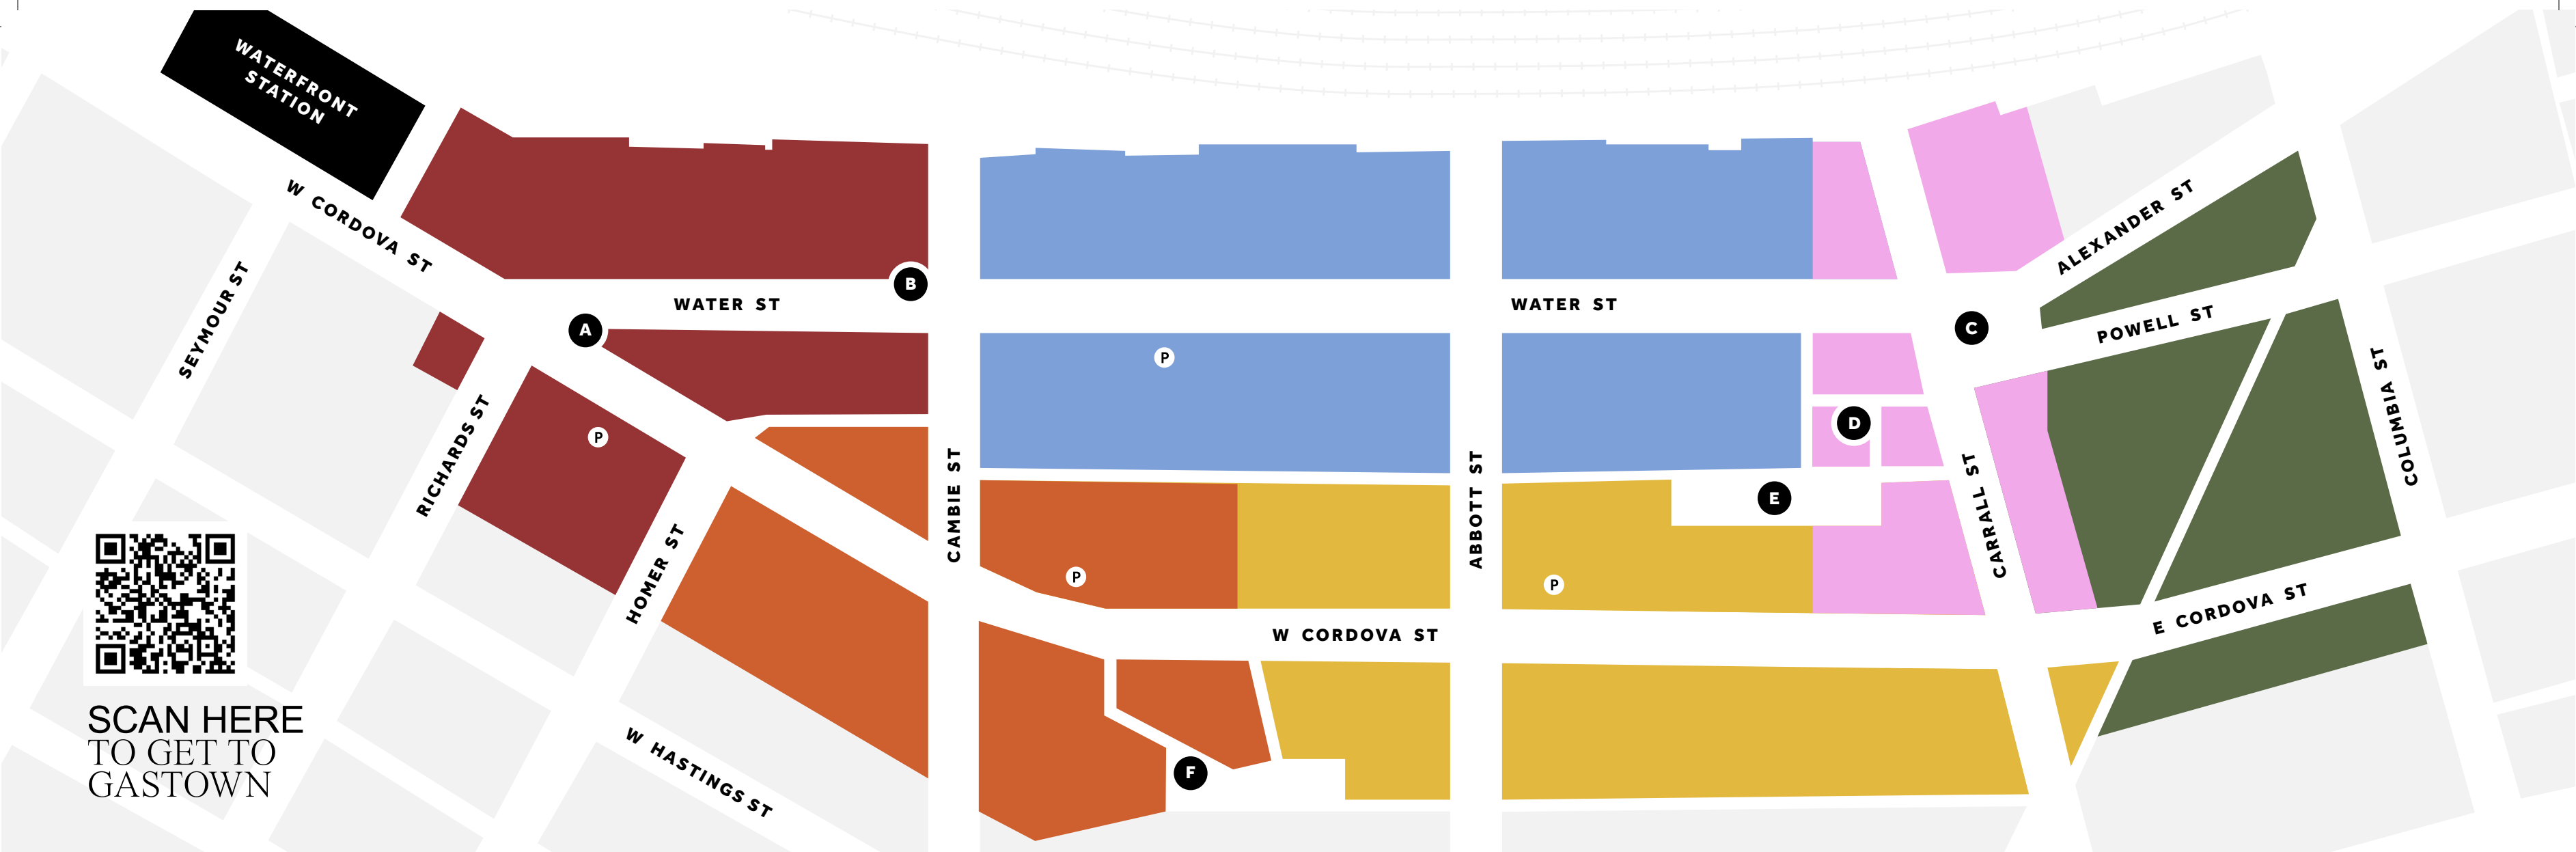 WATERFRONT
STATION
W CORDOVA ST
SEYMOUR ST
RICHARDS ST
HOMER ST
W HASTINGS ST
A
B
WATER ST
P
CAMBIE ST
P
P
ABBOTT ST
WATER ST
W CORDOVA ST
F
P
E
D
C
CARRALL ST
ALEXANDER ST
POWELL ST
COLUMBIA ST
E CORDOVA ST
SCAN HERE
TO GET TO
GASTOWN